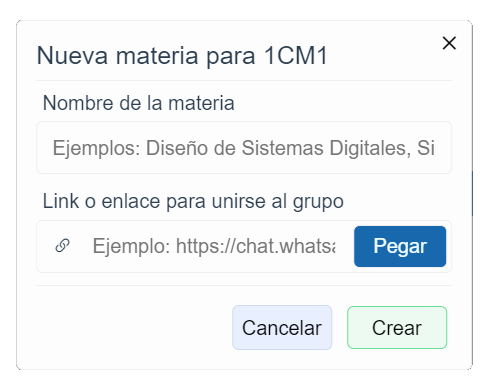 Nueva materia para 1CM1
Nombre de la materia
Ejemplos: Diseño de Sistemas Digitales, Si
Link o enlace para unirse al grupo
Ejemplo: https://chat.whatsa
Pegar
Cancelar
Crear